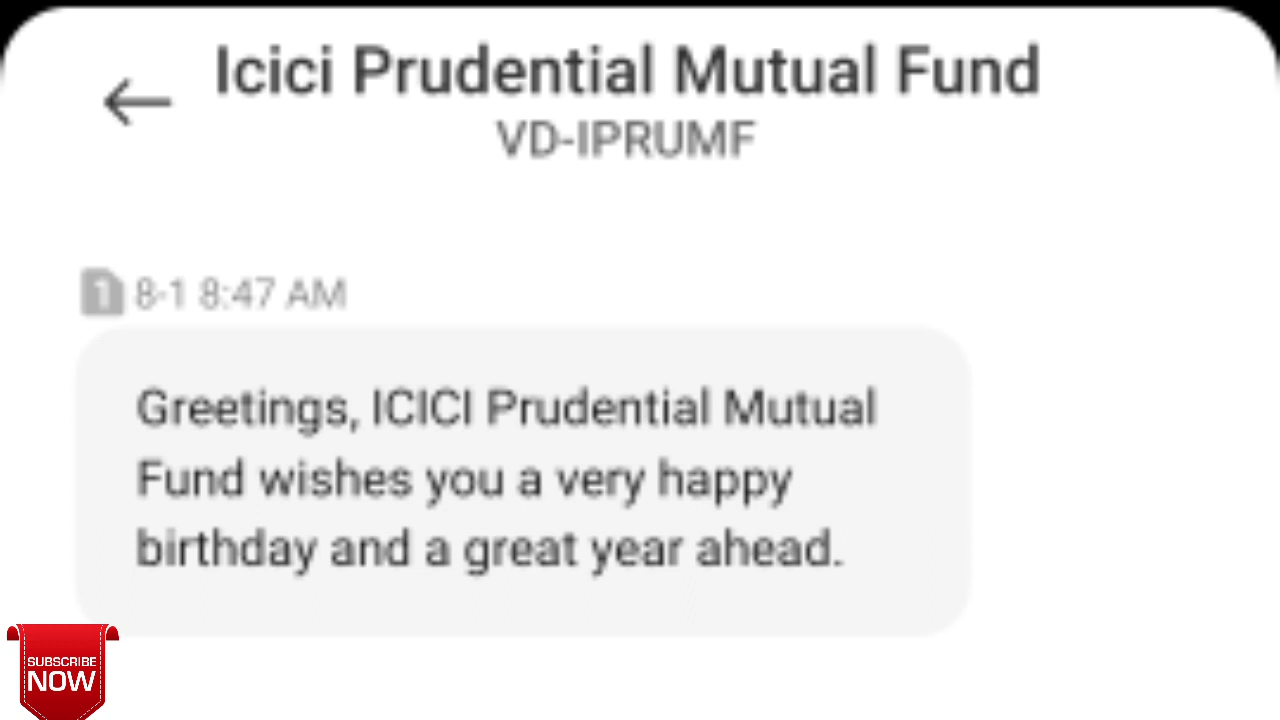 Icici Prudential Mutual Fund
VD-IPRUMF
1 8-1 8:47 AM
Greetings, ICICI Prudential Mutual
Fund wishes you a very happy
birthday and a great year ahead.
SUBSCRIBE
NOW